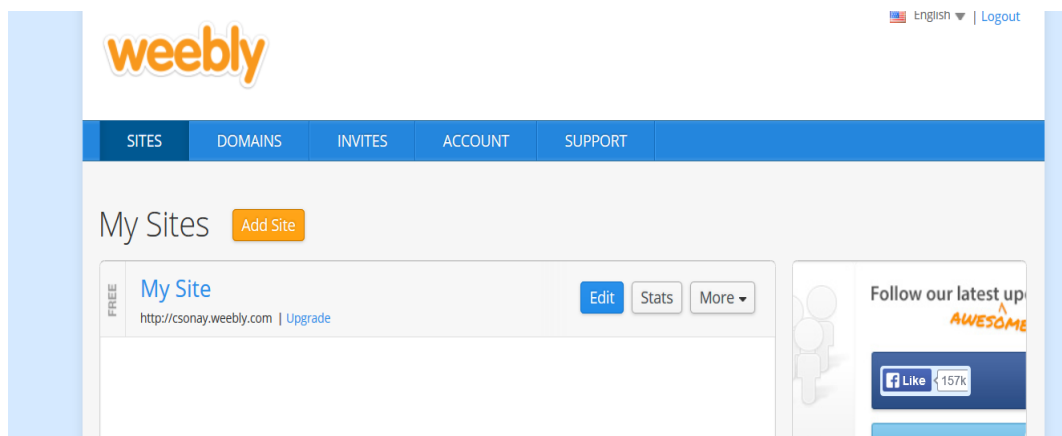 English ▼ | Logout
weebly
SITES DOMAINS INVITES ACCOUNT SUPPORT
My Sites Add Site
FREE
My Site
http://csonay.weebly.com | Upgrade
Edit Stats More ▾
Follow our latest up
AWESOME
Like 157k